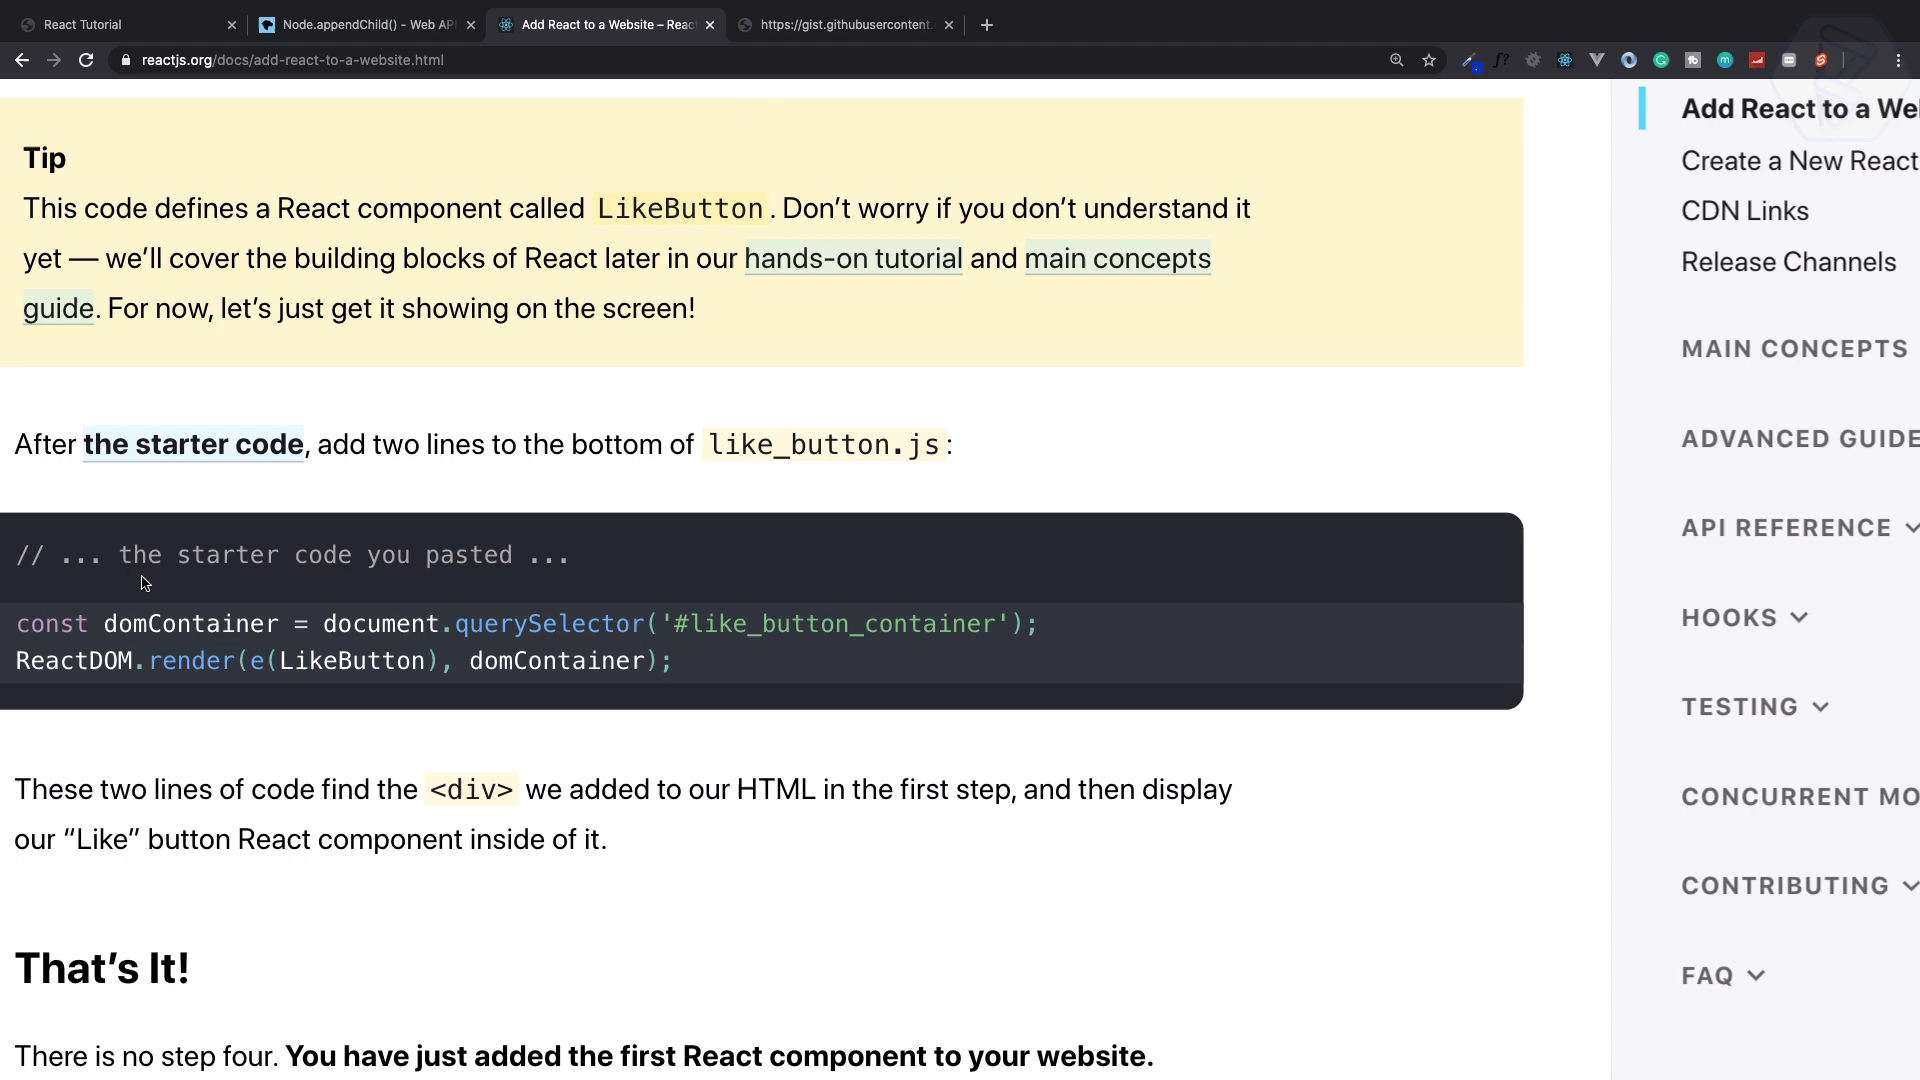 React Tutorial
Node.appendChild() - Web AP
Add React to a Website – Reac
https://gist.githubusercontent.
reactjs.org/docs/add-react-to-a-website.html
Tip
This code defines a React component called LikeButton. Don’t worry if you don’t understand it
yet — we’ll cover the building blocks of React later in our hands-on tutorial and main concepts
guide. For now, let’s just get it showing on the screen!
After the starter code, add two lines to the bottom of like_button.js:
// ... the starter code you pasted ...
const domContainer = document.querySelector('#like_button_container');
ReactDOM.render(e(LikeButton), domContainer);
These two lines of code find the <div> we added to our HTML in the first step, and then display
our “Like” button React component inside of it.
That’s It!
There is no step four. You have just added the first React component to your website.
Add React to a We
Create a New React
CDN Links
Release Channels
MAIN CONCEPTS
ADVANCED GUIDE
API REFERENCE
HOOKS
TESTING
CONCURRENT MO
CONTRIBUTING
FAQ